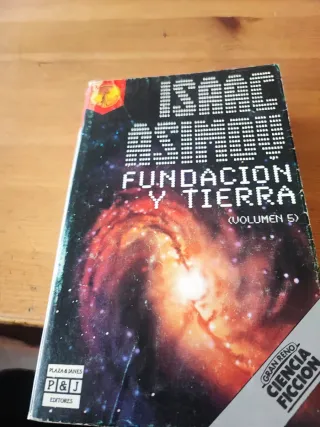 ISAAC
ASIMOV
FUNDACION
Y TIERRA
(VOLUMEN 5)
PLAZA & JANES
P&J
EDITORES
GRAN RENO
CIENCIA
FICCION